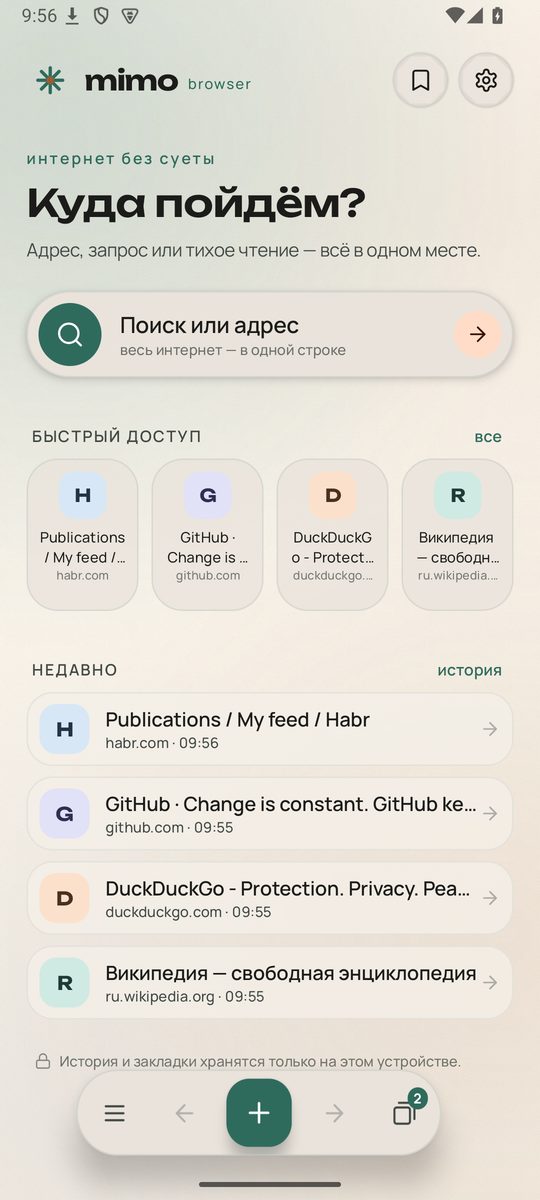 9:56
mimo browser
интернет без суеты
Куда пойдём?
Адрес, запрос или тихое чтение — всё в одном месте.
Поиск или адрес
весь интернет — в одной строке
БЫСТРЫЙ ДОСТУП
все
H
Publications
/ My feed /...
habr.com
G
GitHub ·
Change is ...
github.com
D
DuckDuckG
o - Protect...
duckduckgo....
R
Википедия
— свободн...
ru.wikipedia....
НЕДАВНО
история
H
Publications / My feed / Habr
habr.com · 09:56
G
GitHub · Change is constant. GitHub ke...
github.com · 09:55
D
DuckDuckGo - Protection. Privacy. Pea...
duckduckgo.com · 09:55
R
Википедия — свободная энциклопедия
ru.wikipedia.org · 09:55
История и закладки хранятся только на этом устройстве.
2